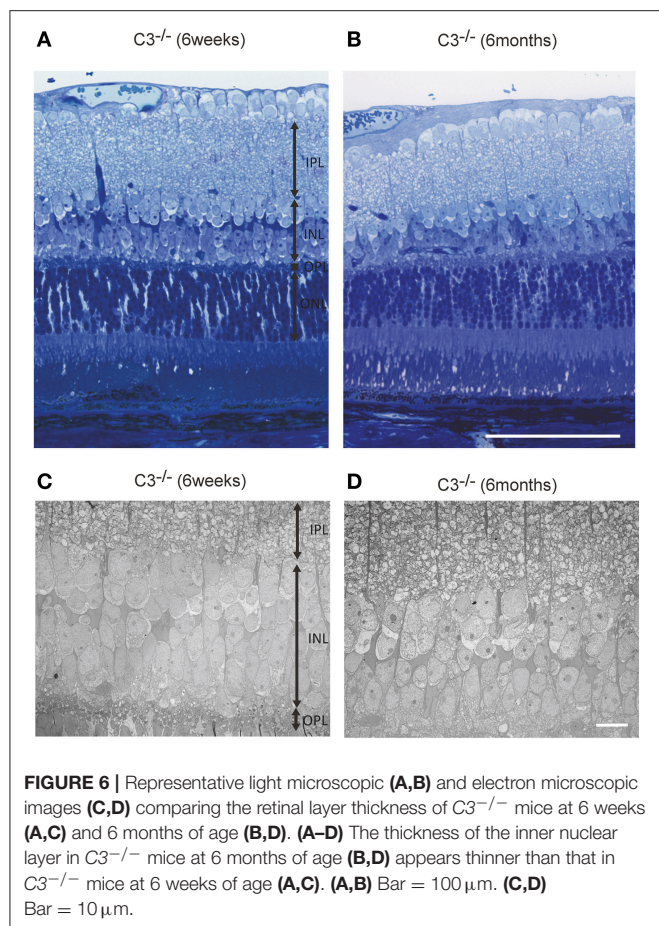 A C3-/- (6weeks) B C3-/- (6months)
IPL
INL
OPL
ONL
C C3-/- (6weeks) D C3-/- (6months)
IPL
INL
OPL
FIGURE 6 | Representative light microscopic (A,B) and electron microscopic
images (C,D) comparing the retinal layer thickness of C3−/− mice at 6 weeks
(A,C) and 6 months of age (B,D). (A–D) The thickness of the inner nuclear
layer in C3−/− mice at 6 months of age (B,D) appears thinner than that in
C3−/− mice at 6 weeks of age (A,C). (A,B) Bar = 100 μm. (C,D)
Bar = 10 μm.